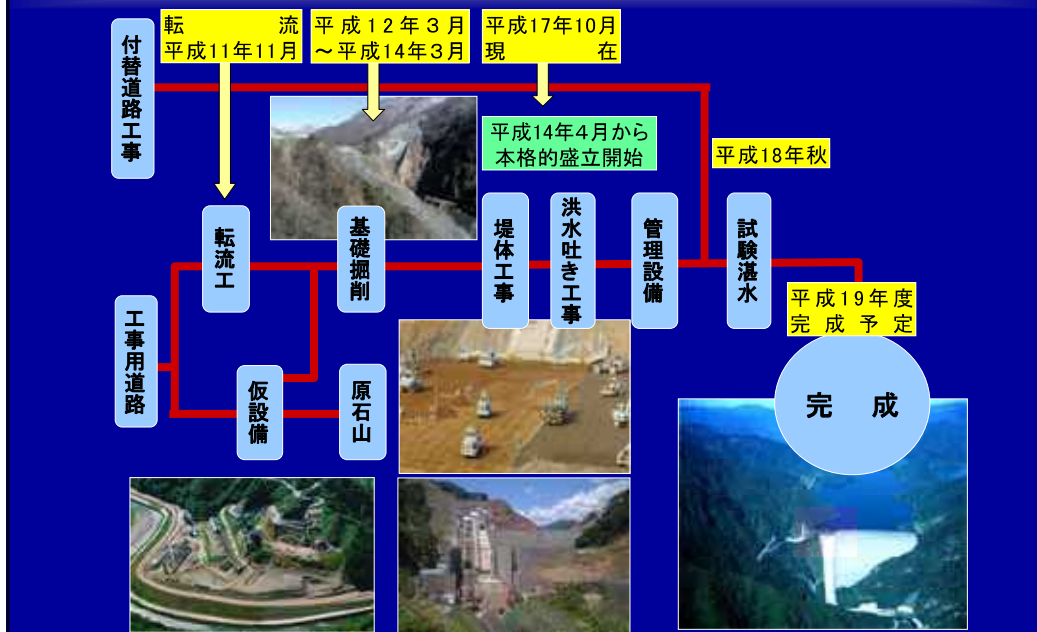 転流
平成11年11月
平成12年3月
～平成14年3月
平成17年10月
現在
付替道路工事
平成14年4月から
本格的盛立開始
平成18年秋
転流工
基礎掘削
堤体工事
洪水吐き工事
管理設備
試験湛水
平成19年度
完成予定
工事用道路
仮設備
原石山
完成